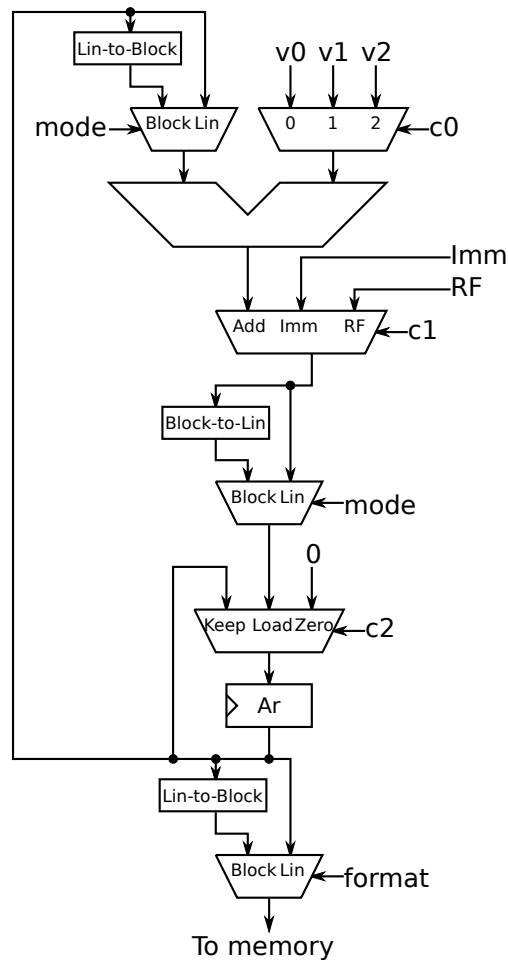 Lin-to-Block
v0 v1 v2
mode
Block Lin
0 1 2
c0
Imm
RF
Add Imm RF
c1
Block-to-Lin
Block Lin
mode
0
Keep Load Zero
c2
Ar
Lin-to-Block
Block Lin
format
To memory